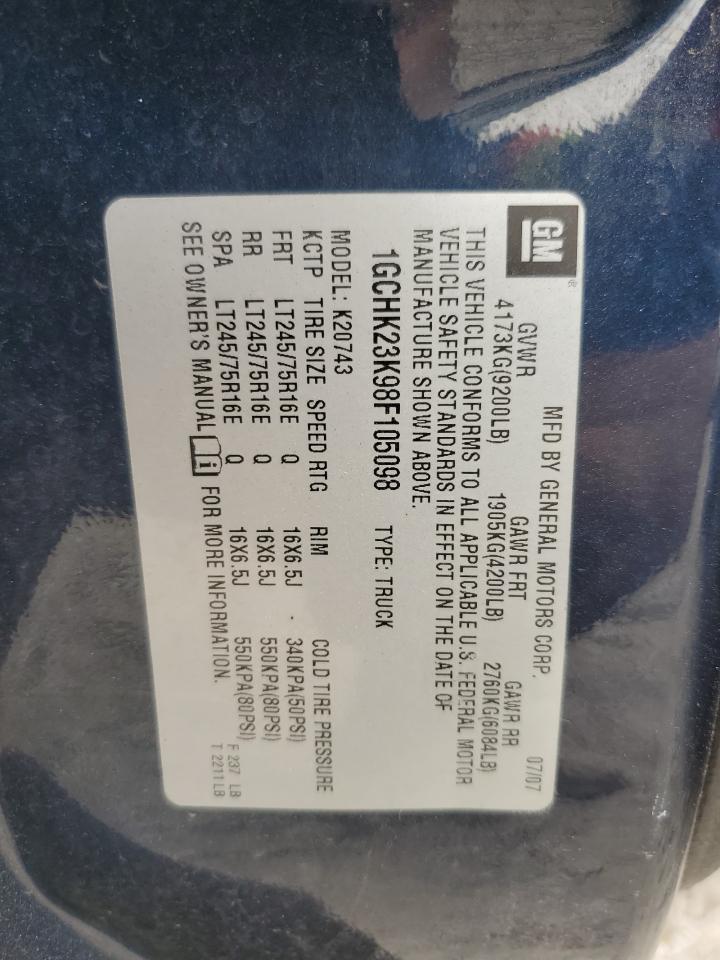 GM®
MFD BY GENERAL MOTORS CORP. 07/07
GVWR GAWR FRT GAWR RR
4173KG(9200LB) 1905KG(4200LB) 2760KG(6084LB)
THIS VEHICLE CONFORMS TO ALL APPLICABLE U.S. FEDERAL MOTOR
VEHICLE SAFETY STANDARDS IN EFFECT ON THE DATE OF
MANUFACTURE SHOWN ABOVE.
1GCHK23K98F105098 TYPE: TRUCK
MODEL: K20743
KCTP TIRE SIZE SPEED RTG RIM COLD TIRE PRESSURE
FRT LT245/75R16E Q 16X6.5J 340KPA(50PSI)
RR LT245/75R16E Q 16X6.5J 550KPA(80PSI)
SPA LT245/75R16E Q 16X6.5J 550KPA(80PSI)
SEE OWNER'S MANUAL i FOR MORE INFORMATION.
F 237 LB
T 2211LB